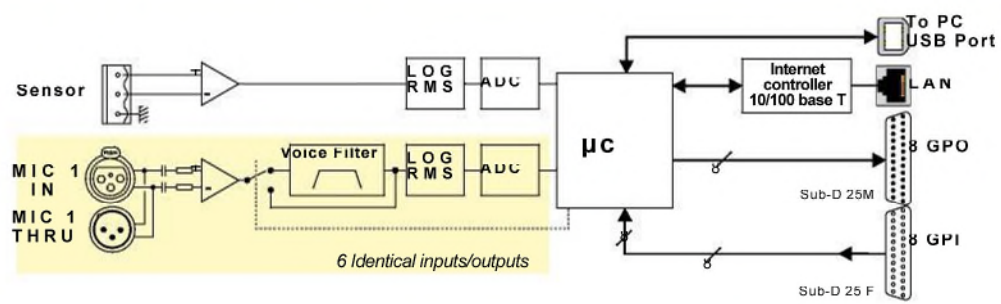 To PC
USB Port
Sensor
LOG
RMS
ADC
Internet
controller
10/100 base T
LAN
µc
MIC 1
IN
Voice Filter
LOG
RMS
ADC
8 GPO
Sub-D 25M
MIC 1
THRU
8 GPI
6 Identical inputs/outputs
Sub-D 25 F